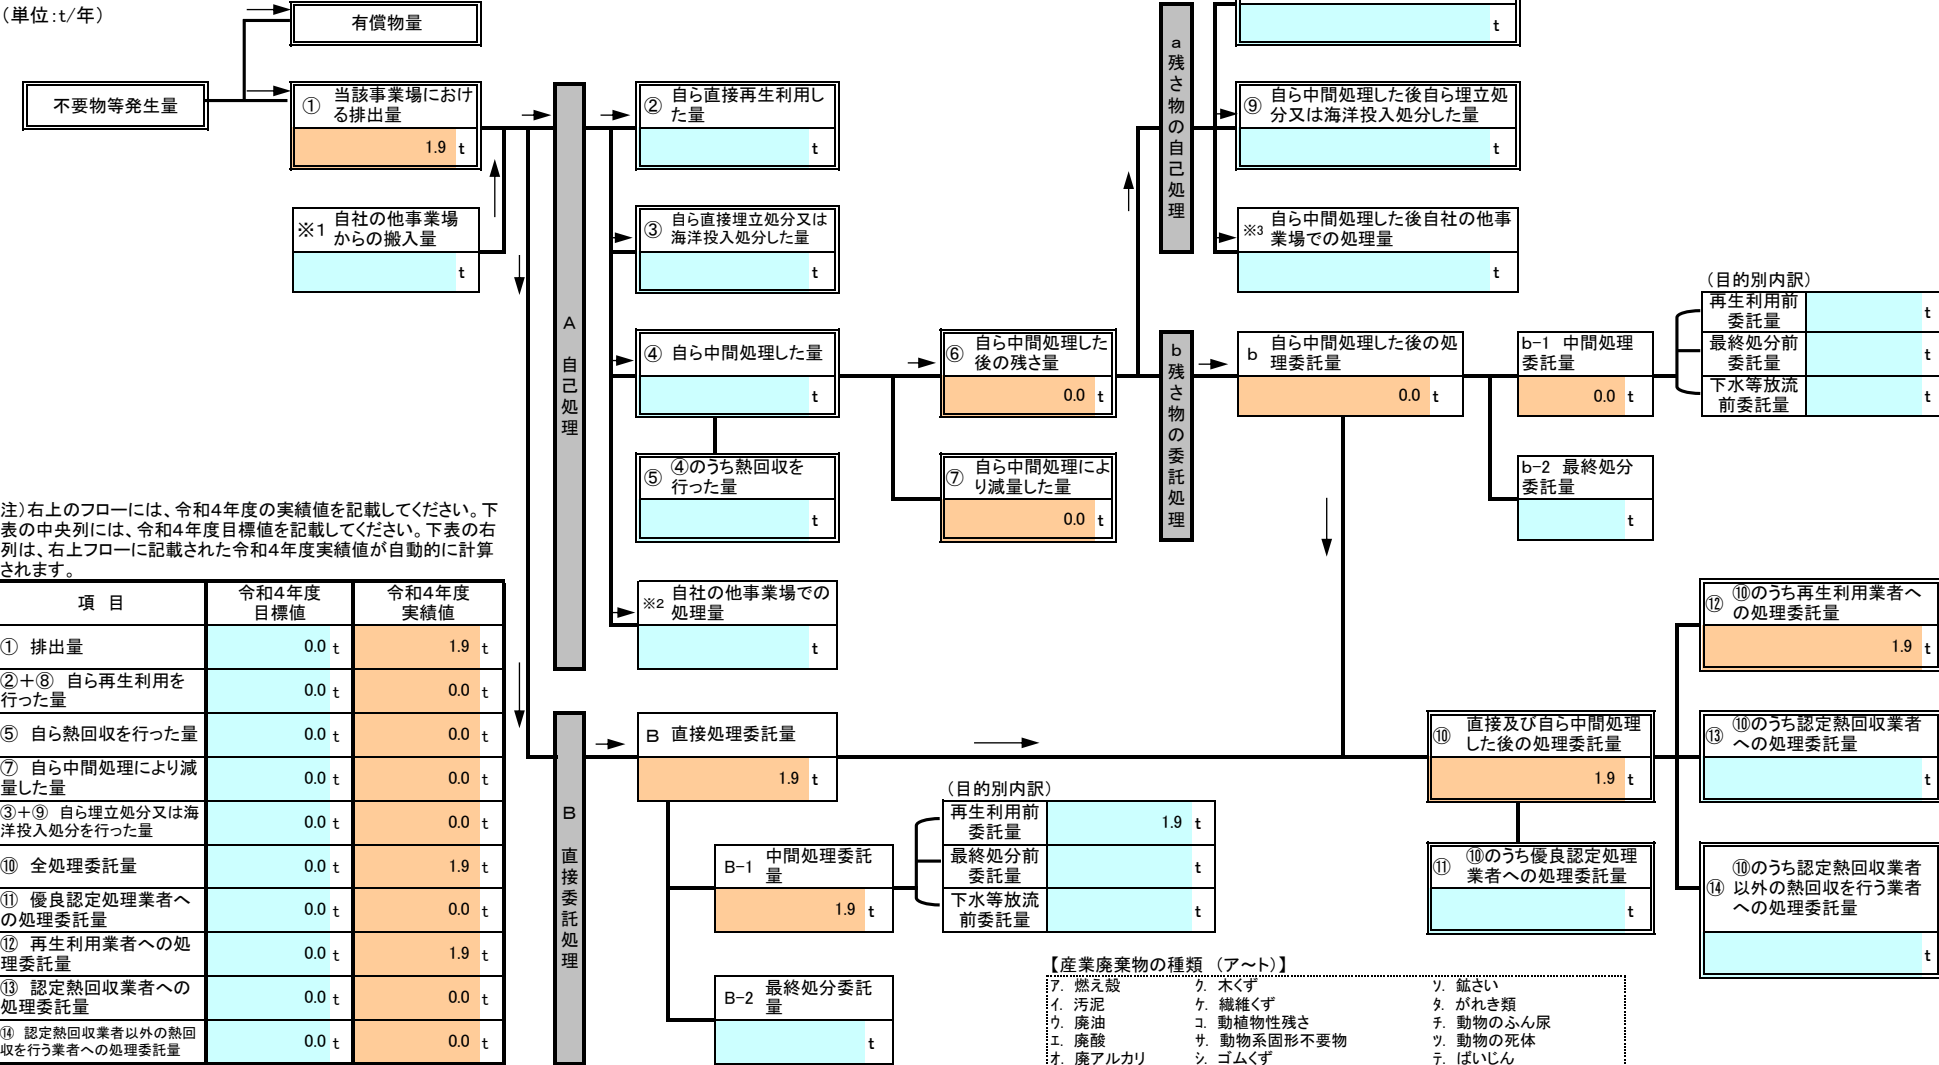 （単位：t/年）
有償物量
不要物等発生量
① 当該事業場におけ
る排出量
1.9 t
※1 自社の他事業場
からの搬入量
t
A 自己処理
② 自ら直接再生利用し
た量
t
③ 自ら直接埋立処分又は
海洋投入処分した量
t
④ 自ら中間処理した量
t
⑤ ④のうち熱回収を
行った量
t
※2 自社の他事業場での
処理量
t
⑥ 自ら中間処理した
後の残さ量
0.0 t
⑦ 自ら中間処理によ
り減量した量
0.0 t
a 残さ物の自己処理
t
⑨ 自ら中間処理した後自ら埋立処
分又は海洋投入処分した量
t
※3 自ら中間処理した後自社の他事
業場での処理量
t
b 残さ物の委託処理
b 自ら中間処理した後の処
理委託量
0.0 t
b-1 中間処理
委託量
0.0 t
b-2 最終処分
委託量
t
（目的別内訳）
再生利用前
委託量
t
最終処分前
委託量
t
下水等放流
前委託量
t
注）右上のフローには、令和４年度の実績値を記載してください。下
表の中央列には、令和４年度目標値を記載してください。下表の右
列は、右上フローに記載された令和４年度実績値が自動的に計算
されます。
項 目 令和４年度
目標値 令和４年度
実績値
① 排出量 0.0 t 1.9 t
②＋⑧ 自ら再生利用を
行った量 0.0 t 0.0 t
⑤ 自ら熱回収を行った量 0.0 t 0.0 t
⑦ 自ら中間処理により減
量した量 0.0 t 0.0 t
③＋⑨ 自ら埋立処分又は海
洋投入処分を行った量 0.0 t 0.0 t
⑩ 全処理委託量 0.0 t 1.9 t
⑪ 優良認定処理業者へ
の処理委託量 0.0 t 0.0 t
⑫ 再生利用業者への処
理委託量 0.0 t 1.9 t
⑬ 認定熱回収業者への
処理委託量 0.0 t 0.0 t
⑭ 認定熱回収業者以外の熱回
収を行う業者への処理委託量 0.0 t 0.0 t
B 直接委託処理
B 直接処理委託量
1.9 t
B-1 中間処理委託
量
1.9 t
B-2 最終処分委託
量
t
（目的別内訳）
再生利用前
委託量
1.9 t
最終処分前
委託量
t
下水等放流
前委託量
t
⑩ 直接及び自ら中間処理
した後の処理委託量
1.9 t
⑪ ⑩のうち優良認定処理
業者への処理委託量
t
⑫ ⑩のうち再生利用業者へ
の処理委託量
1.9 t
⑬ ⑩のうち認定熱回収業者
への処理委託量
t
⑭ ⑩のうち認定熱回収業者
以外の熱回収を行う業者
への処理委託量
t
【産業廃棄物の種類 （ア～ト）】
ア. 燃え殻 ク. 木くず ソ. 鉱さい
イ. 汚泥 ケ. 繊維くず タ. がれき類
ウ. 廃油 コ. 動植物性残さ チ. 動物のふん尿
エ. 廃酸 サ. 動物系固形不要物 ツ. 動物の死体
オ. 廃アルカリ シ. ゴムくず テ. ばいじん